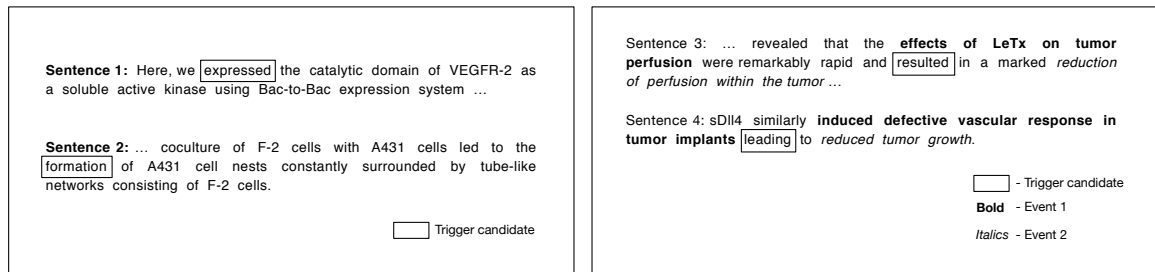 Sentence 1: Here, we expressed the catalytic domain of VEGFR-2 as
a soluble active kinase using Bac-to-Bac expression system ...
Sentence 2: ... coculture of F-2 cells with A431 cells led to the
formation of A431 cell nests constantly surrounded by tube-like
networks consisting of F-2 cells.
Trigger candidate
Sentence 3: ... revealed that the effects of LeTx on tumor
perfusion were remarkably rapid and resulted in a marked reduction
of perfusion within the tumor ...
Sentence 4: sDll4 similarly induced defective vascular response in
tumor implants leading to reduced tumor growth.
- Trigger candidate
Bold - Event 1
Italics - Event 2